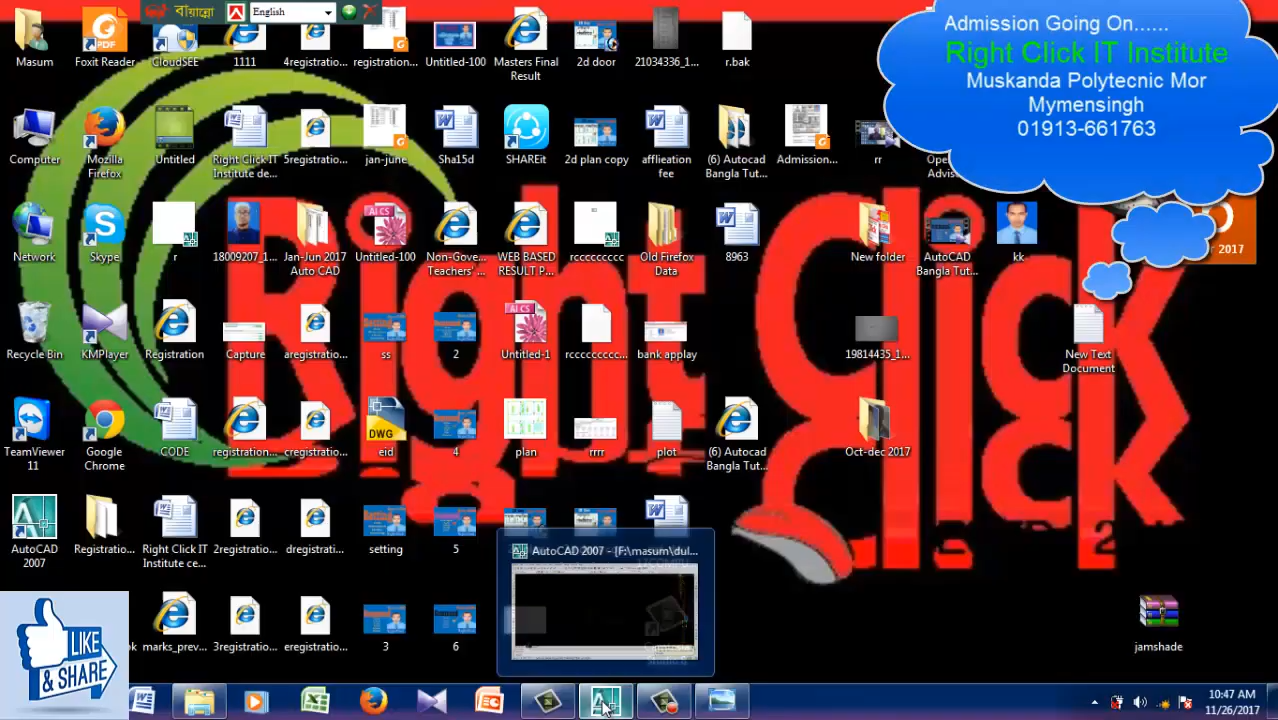 বায়ান্নো
English
Admission Going On......
Right Click IT Institute
Muskanda Polytecnic Mor
Mymensingh
01913-661763
Masum
Foxit Reader
CloudSEE
1111
4registratio...
registration...
Untitled-100
Masters Final
Result
2d door
21034336_1...
r.bak
Computer
Mozilla
Firefox
Untitled
Right Click IT
Institute de...
5registratio...
jan-june
Sha15d
SHAREit
2d plan copy
afflieation
fee
(6) Autocad
Bangla Tut...
Admission...
rr
Network
Skype
r
18009207_1...
Jan-Jun 2017
Auto CAD
Untitled-100
Non-Gove...
Teachers' ...
WEB BASED
RESULT P...
rccccccccc
Old Firefox
Data
8963
New folder
AutoCAD
Bangla Tut...
kk
2017
Recycle Bin
KMPlayer
Registration
Capture
aregistratio...
ss
2
Untitled-1
rccccccccc...
bank applay
19814435_1...
New Text
Document
TeamViewer
11
Google
Chrome
CODE
registration...
cregistratio...
DWG
eid
4
plan
rrrr
plot
(6) Autocad
Bangla Tut...
Oct-dec 2017
AutoCAD
2007
Registratio...
Right Click IT
Institute ce...
2registratio...
dregistratio...
setting
5
AutoCAD 2007 - [F:\masum\dul...
LIKE
& SHARE
marks_prev...
3registratio...
eregistratio...
3
6
jamshade
Right Click
10:47 AM
11/26/2017